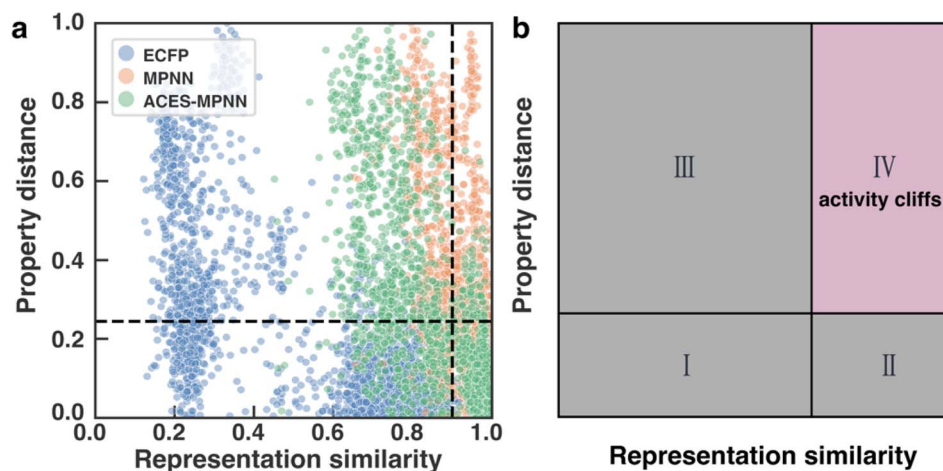 a
1.0
0.8
0.6
0.4
0.2
0.0
Property distance
ECFP
MPNN
ACES-MPNN
0.0 0.2 0.4 0.6 0.8 1.0
Representation similarity
b
Property distance
III
IV
activity cliffs
I
II
Representation similarity